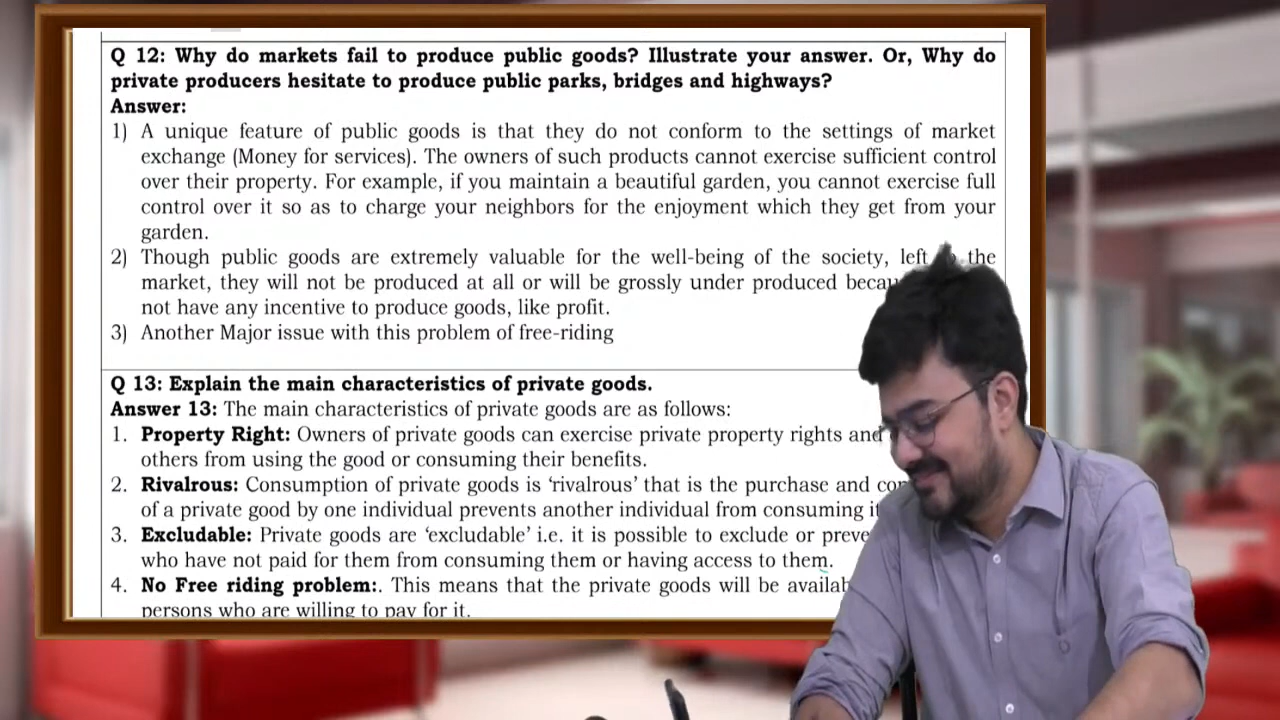 Q 12: Why do markets fail to produce public goods? Illustrate your answer. Or, Why do
private producers hesitate to produce public parks, bridges and highways?
Answer:
1) A unique feature of public goods is that they do not conform to the settings of market
exchange (Money for services). The owners of such products cannot exercise sufficient control
over their property. For example, if you maintain a beautiful garden, you cannot exercise full
control over it so as to charge your neighbors for the enjoyment which they get from your
garden.
2) Though public goods are extremely valuable for the well-being of the society, left the
market, they will not be produced at all or will be grossly under produced
not have any incentive to produce goods, like profit.
3) Another Major issue with this problem of free-riding
Q 13: Explain the main characteristics of private goods.
Answer 13: The main characteristics of private goods are as follows:
1. Property Right: Owners of private goods can exercise private property rights and
others from using the good or consuming their benefits.
2. Rivalrous: Consumption of private goods is ‘rivalrous’ that is the purchase and
of a private good by one individual prevents another individual from consuming
3. Excludable: Private goods are ‘excludable’ i.e. it is possible to exclude or
who have not paid for them from consuming them or having access to them.
4. No Free riding problem:. This means that the private goods will be
persons who are willing to pay for it.